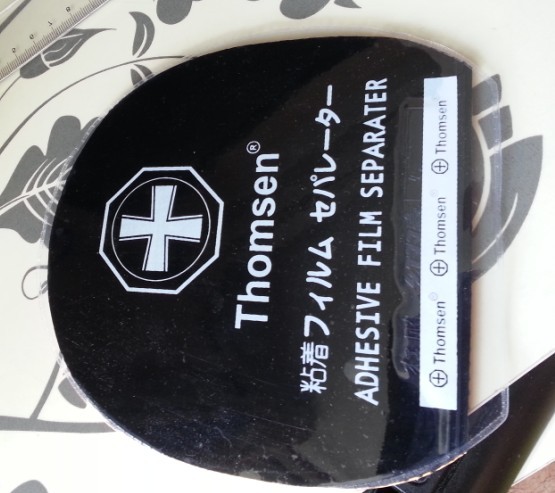 Thomsen®
粘着フィルム セパレーター
ADHESIVE FILM SEPARATER
Thomsen® Thomsen® Thomsen®